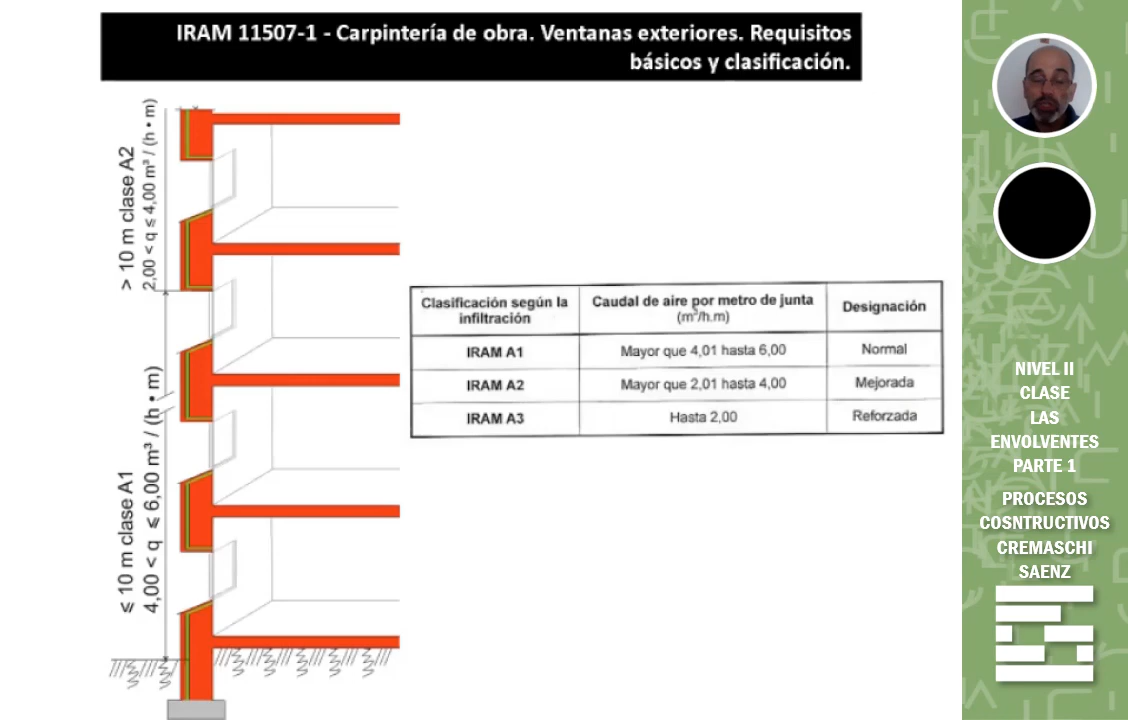 IRAM 11507-1 - Carpintería de obra. Ventanas exteriores. Requisitos
básicos y clasificación.
> 10 m clase A2
2,00 < q ≤ 4,00 m³ / (h • m)
≤ 10 m clase A1
4,00 < q ≤ 6,00 m³ / (h • m)
Clasificación según la
infiltración
Caudal de aire por metro de junta
(m³/h.m)
Designación
IRAM A1
Mayor que 4,01 hasta 6,00
Normal
IRAM A2
Mayor que 2,01 hasta 4,00
Mejorada
IRAM A3
Hasta 2,00
Reforzada
NIVEL II
CLASE
LAS
ENVOLVENTES
PARTE 1
PROCESOS
COSNTRUCTIVOS
CREMASCHI
SAENZ